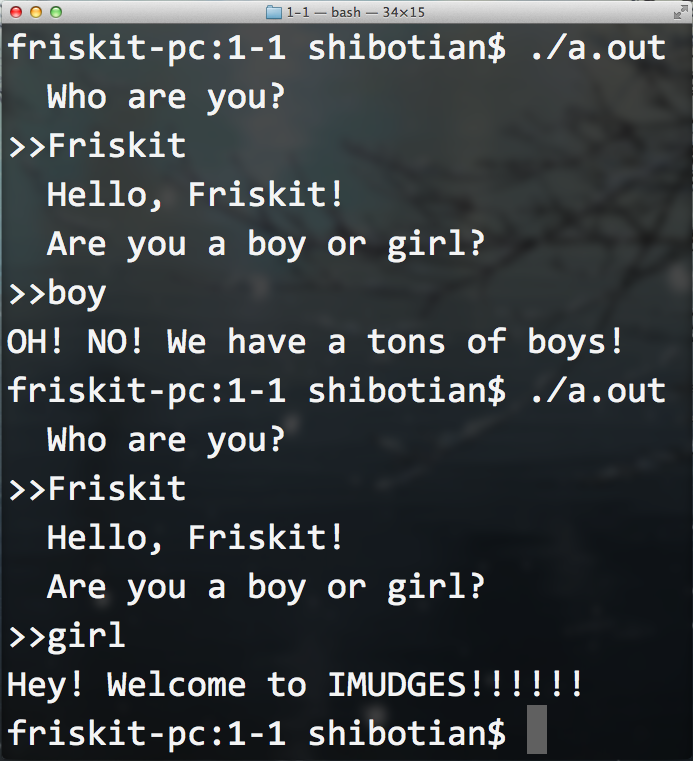 1-1 — bash — 34×15
friskit-pc:1-1 shibotian$ ./a.out
  Who are you?
>>Friskit
  Hello, Friskit!
  Are you a boy or girl?
>>boy
OH! NO! We have a tons of boys!
friskit-pc:1-1 shibotian$ ./a.out
  Who are you?
>>Friskit
  Hello, Friskit!
  Are you a boy or girl?
>>girl
Hey! Welcome to IMUDGES!!!!!!
friskit-pc:1-1 shibotian$